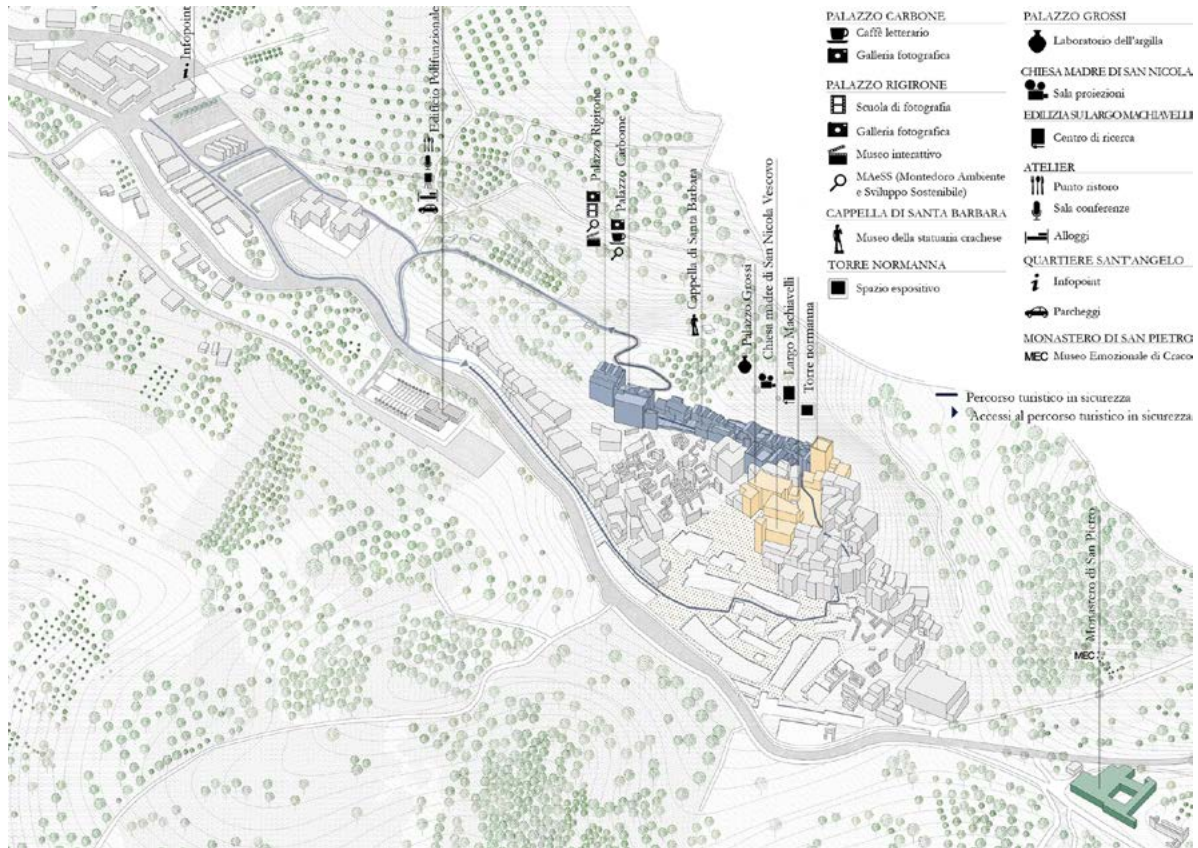 Infopoint
Edificio Polifunzionale
Palazzo Rigirone
Palazzo Carbome
Cappella di Santa Barbara
Palazzo Grossi
Chiesa madre di San Nicola Vescovo
Largo Machiavelli
Torre normanna
MEC
Monastero di San Pietro
PALAZZO CARBONE
Caffè letterario
Galleria fotografica
PALAZZO RIGIRONE
Scuola di fotografia
Galleria fotografica
Museo interattivo
MAeSS (Montedoro Ambiente
e Sviluppo Sostenibile)
CAPPELLA DI SANTA BARBARA
Museo della statuaria crachese
TORRE NORMANNA
Spazio espositivo
PALAZZO GROSSI
Laboratorio dell'argilla
CHIESA MADRE DI SAN NICOLA
Sala proiezioni
EDILIZIA SU LARGO MACHIAVELLI
Centro di ricerca
ATELIER
Punto ristoro
Sala conferenze
Alloggi
QUARTIERE SANT'ANGELO
Infopoint
Parcheggi
MONASTERO DI SAN PIETRO
MEC Museo Emozionale di Craco
Percorso turistico in sicurezza
Accessi al percorso turistico in sicurezza